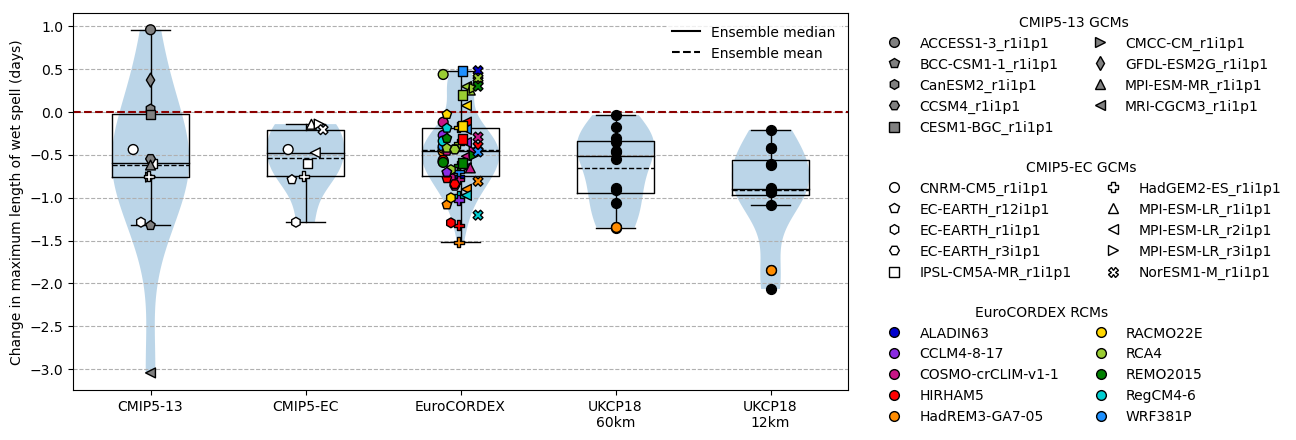 Change in maximum length of wet spell (days)
1.0
0.5
0.0
−0.5
−1.0
−1.5
−2.0
−2.5
−3.0
CMIP5-13
CMIP5-EC
EuroCORDEX
UKCP18
60km
UKCP18
12km
Ensemble median
Ensemble mean
CMIP5-13 GCMs
ACCESS1-3_r1i1p1
BCC-CSM1-1_r1i1p1
CanESM2_r1i1p1
CCSM4_r1i1p1
CESM1-BGC_r1i1p1
CMCC-CM_r1i1p1
GFDL-ESM2G_r1i1p1
MPI-ESM-MR_r1i1p1
MRI-CGCM3_r1i1p1
CMIP5-EC GCMs
CNRM-CM5_r1i1p1
EC-EARTH_r12i1p1
EC-EARTH_r1i1p1
EC-EARTH_r3i1p1
IPSL-CM5A-MR_r1i1p1
HadGEM2-ES_r1i1p1
MPI-ESM-LR_r1i1p1
MPI-ESM-LR_r2i1p1
MPI-ESM-LR_r3i1p1
NorESM1-M_r1i1p1
EuroCORDEX RCMs
ALADIN63
CCLM4-8-17
COSMO-crCLIM-v1-1
HIRHAM5
HadREM3-GA7-05
RACMO22E
RCA4
REMO2015
RegCM4-6
WRF381P